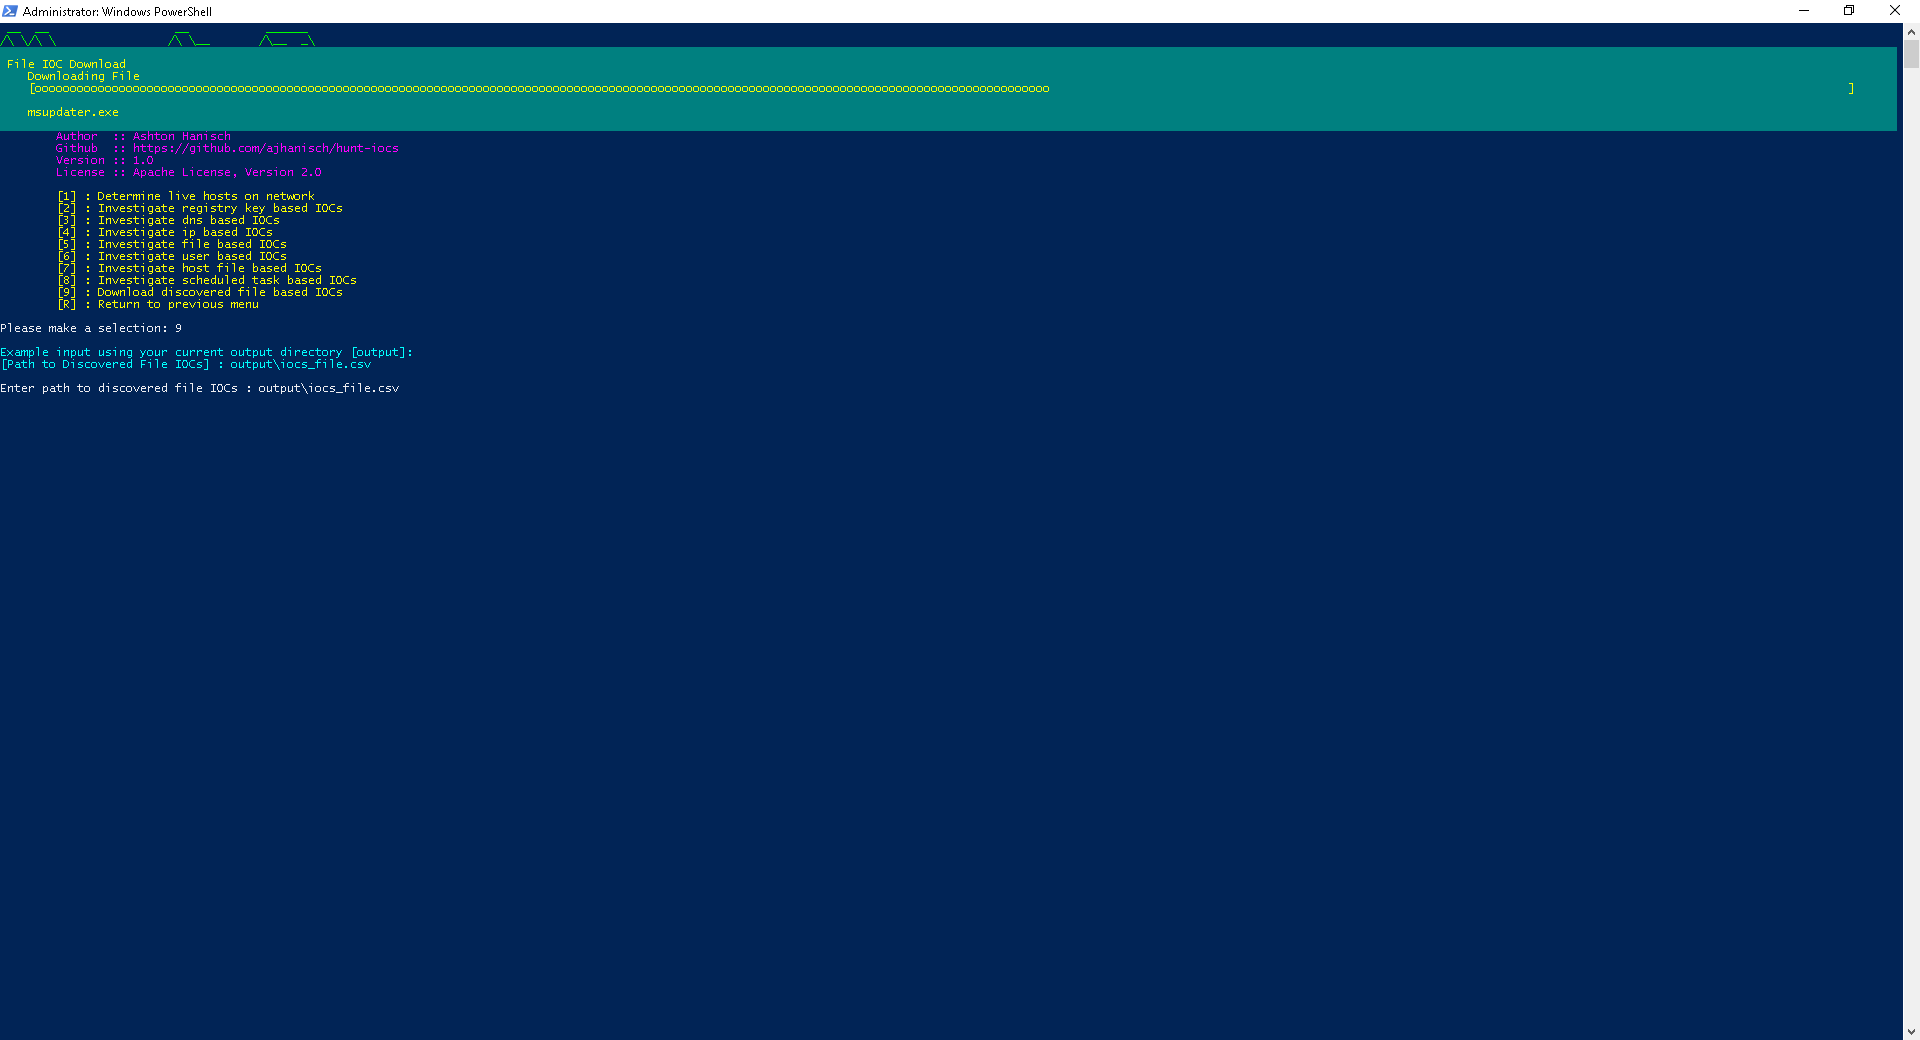 Administrator: Windows PowerShell
File IOC Download
Downloading File
[ooooooooooooooooooooooooooooooooooooooooooooooooooooooooooooooooooooooooooooooooooooooooooooooooooooooooooooooooooooooooooooooooooooooooooooooooo ]
msupdater.exe
Author :: Ashton Hanisch
Github :: https://github.com/ajhanisch/hunt-iocs
Version :: 1.0
License :: Apache License, Version 2.0
[1] : Determine live hosts on network
[2] : Investigate registry key based IOCs
[3] : Investigate dns based IOCs
[4] : Investigate ip based IOCs
[5] : Investigate file based IOCs
[6] : Investigate user based IOCs
[7] : Investigate host file based IOCs
[8] : Investigate scheduled task based IOCs
[9] : Download discovered file based IOCs
[R] : Return to previous menu
Please make a selection: 9
Example input using your current output directory [output]:
[Path to Discovered File IOCs] : output\iocs_file.csv
Enter path to discovered file IOCs : output\iocs_file.csv